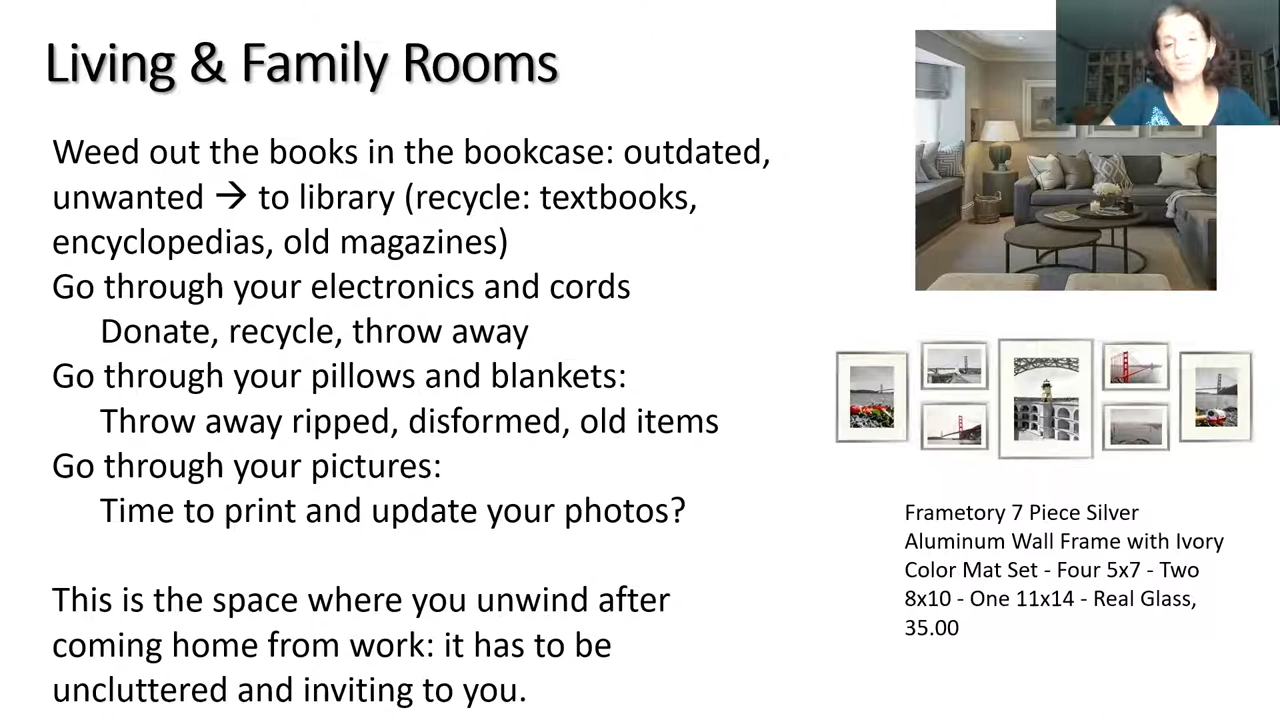 Living & Family Rooms
Weed out the books in the bookcase: outdated,
unwanted → to library (recycle: textbooks,
encyclopedias, old magazines)
Go through your electronics and cords
Donate, recycle, throw away
Go through your pillows and blankets:
Throw away ripped, disformed, old items
Go through your pictures:
Time to print and update your photos?
This is the space where you unwind after
coming home from work: it has to be
uncluttered and inviting to you.
Frametory 7 Piece Silver
Aluminum Wall Frame with Ivory
Color Mat Set - Four 5x7 - Two
8x10 - One 11x14 - Real Glass,
35.00